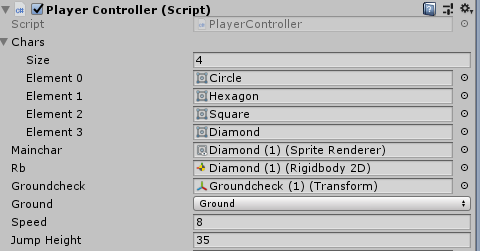 Player Controller (Script)
Script PlayerController
Chars
Size 4
Element 0 Circle
Element 1 Hexagon
Element 2 Square
Element 3 Diamond
Mainchar Diamond (1) (Sprite Renderer)
Rb Diamond (1) (Rigidbody 2D)
Groundcheck Groundcheck (1) (Transform)
Ground Ground
Speed 8
Jump Height 35